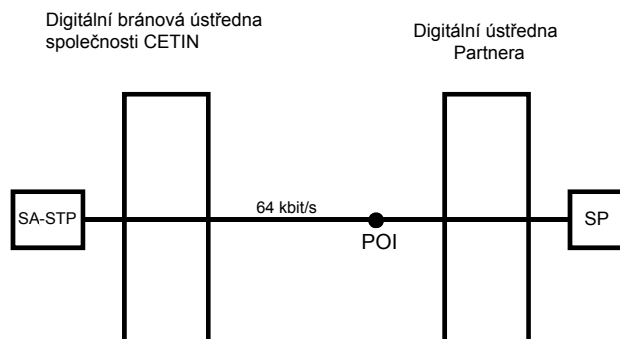 Digitální bránová ústředna
společnosti CETIN
Digitální ústředna
Partnera
SA-STP
64 kbit/s
POI
SP